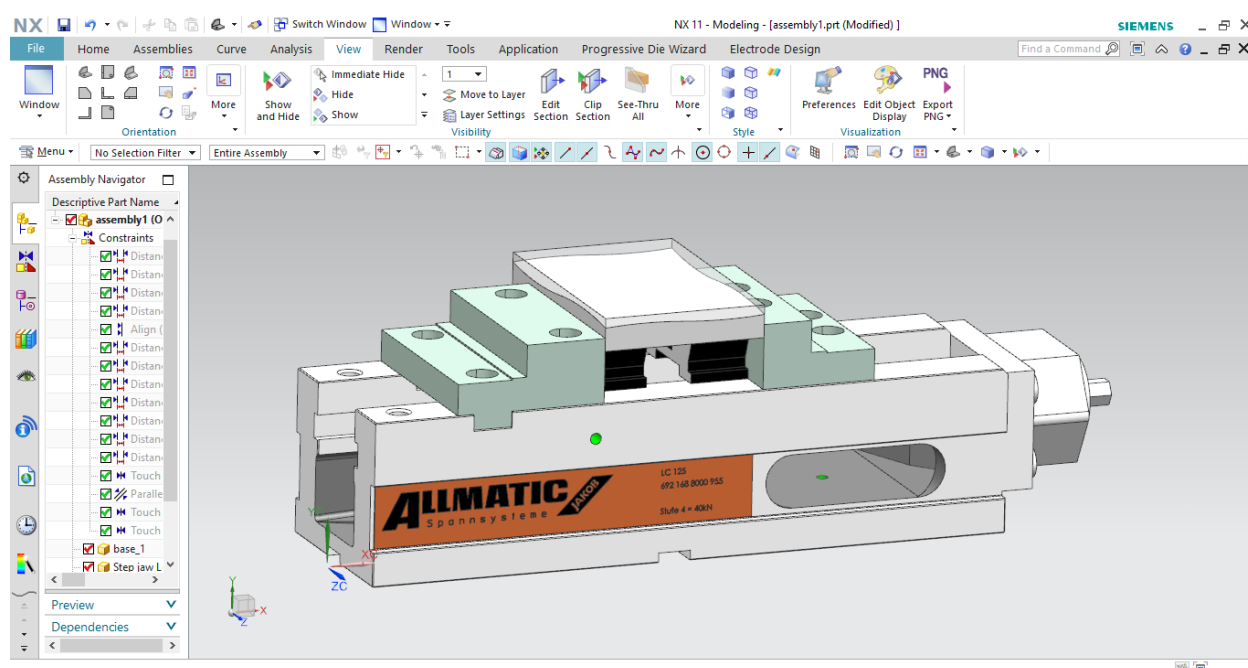 NX Switch Window Window NX 11 - Modeling - [assembly1.prt (Modified) ] SIEMENS
File Home Assemblies Curve Analysis View Render Tools Application Progressive Die Wizard Electrode Design Find a Command
Window
More
Show and Hide
Immediate Hide
Hide
Show
1
Move to Layer
Layer Settings
Edit Section
Clip Section
See-Thru All
More
Preferences
Edit Object Display
PNG
Export PNG
Orientation Visibility Style Visualization
Menu No Selection Filter Entire Assembly
Assembly Navigator
Descriptive Part Name
assembly1 (O
Constraints
Distan
Distan
Distan
Distan
Align (
Distan
Distan
Distan
Distan
Distan
Distan
Distan
Touch
Paralle
Touch
Touch
base_1
Step jaw L
Preview
Dependencies
ALLMATIC
JAKOB
Spannsysteme
LC 125
692 168 8000 955
Stufe 4 = 40kN
Y
XC
ZC
Y
X
Z